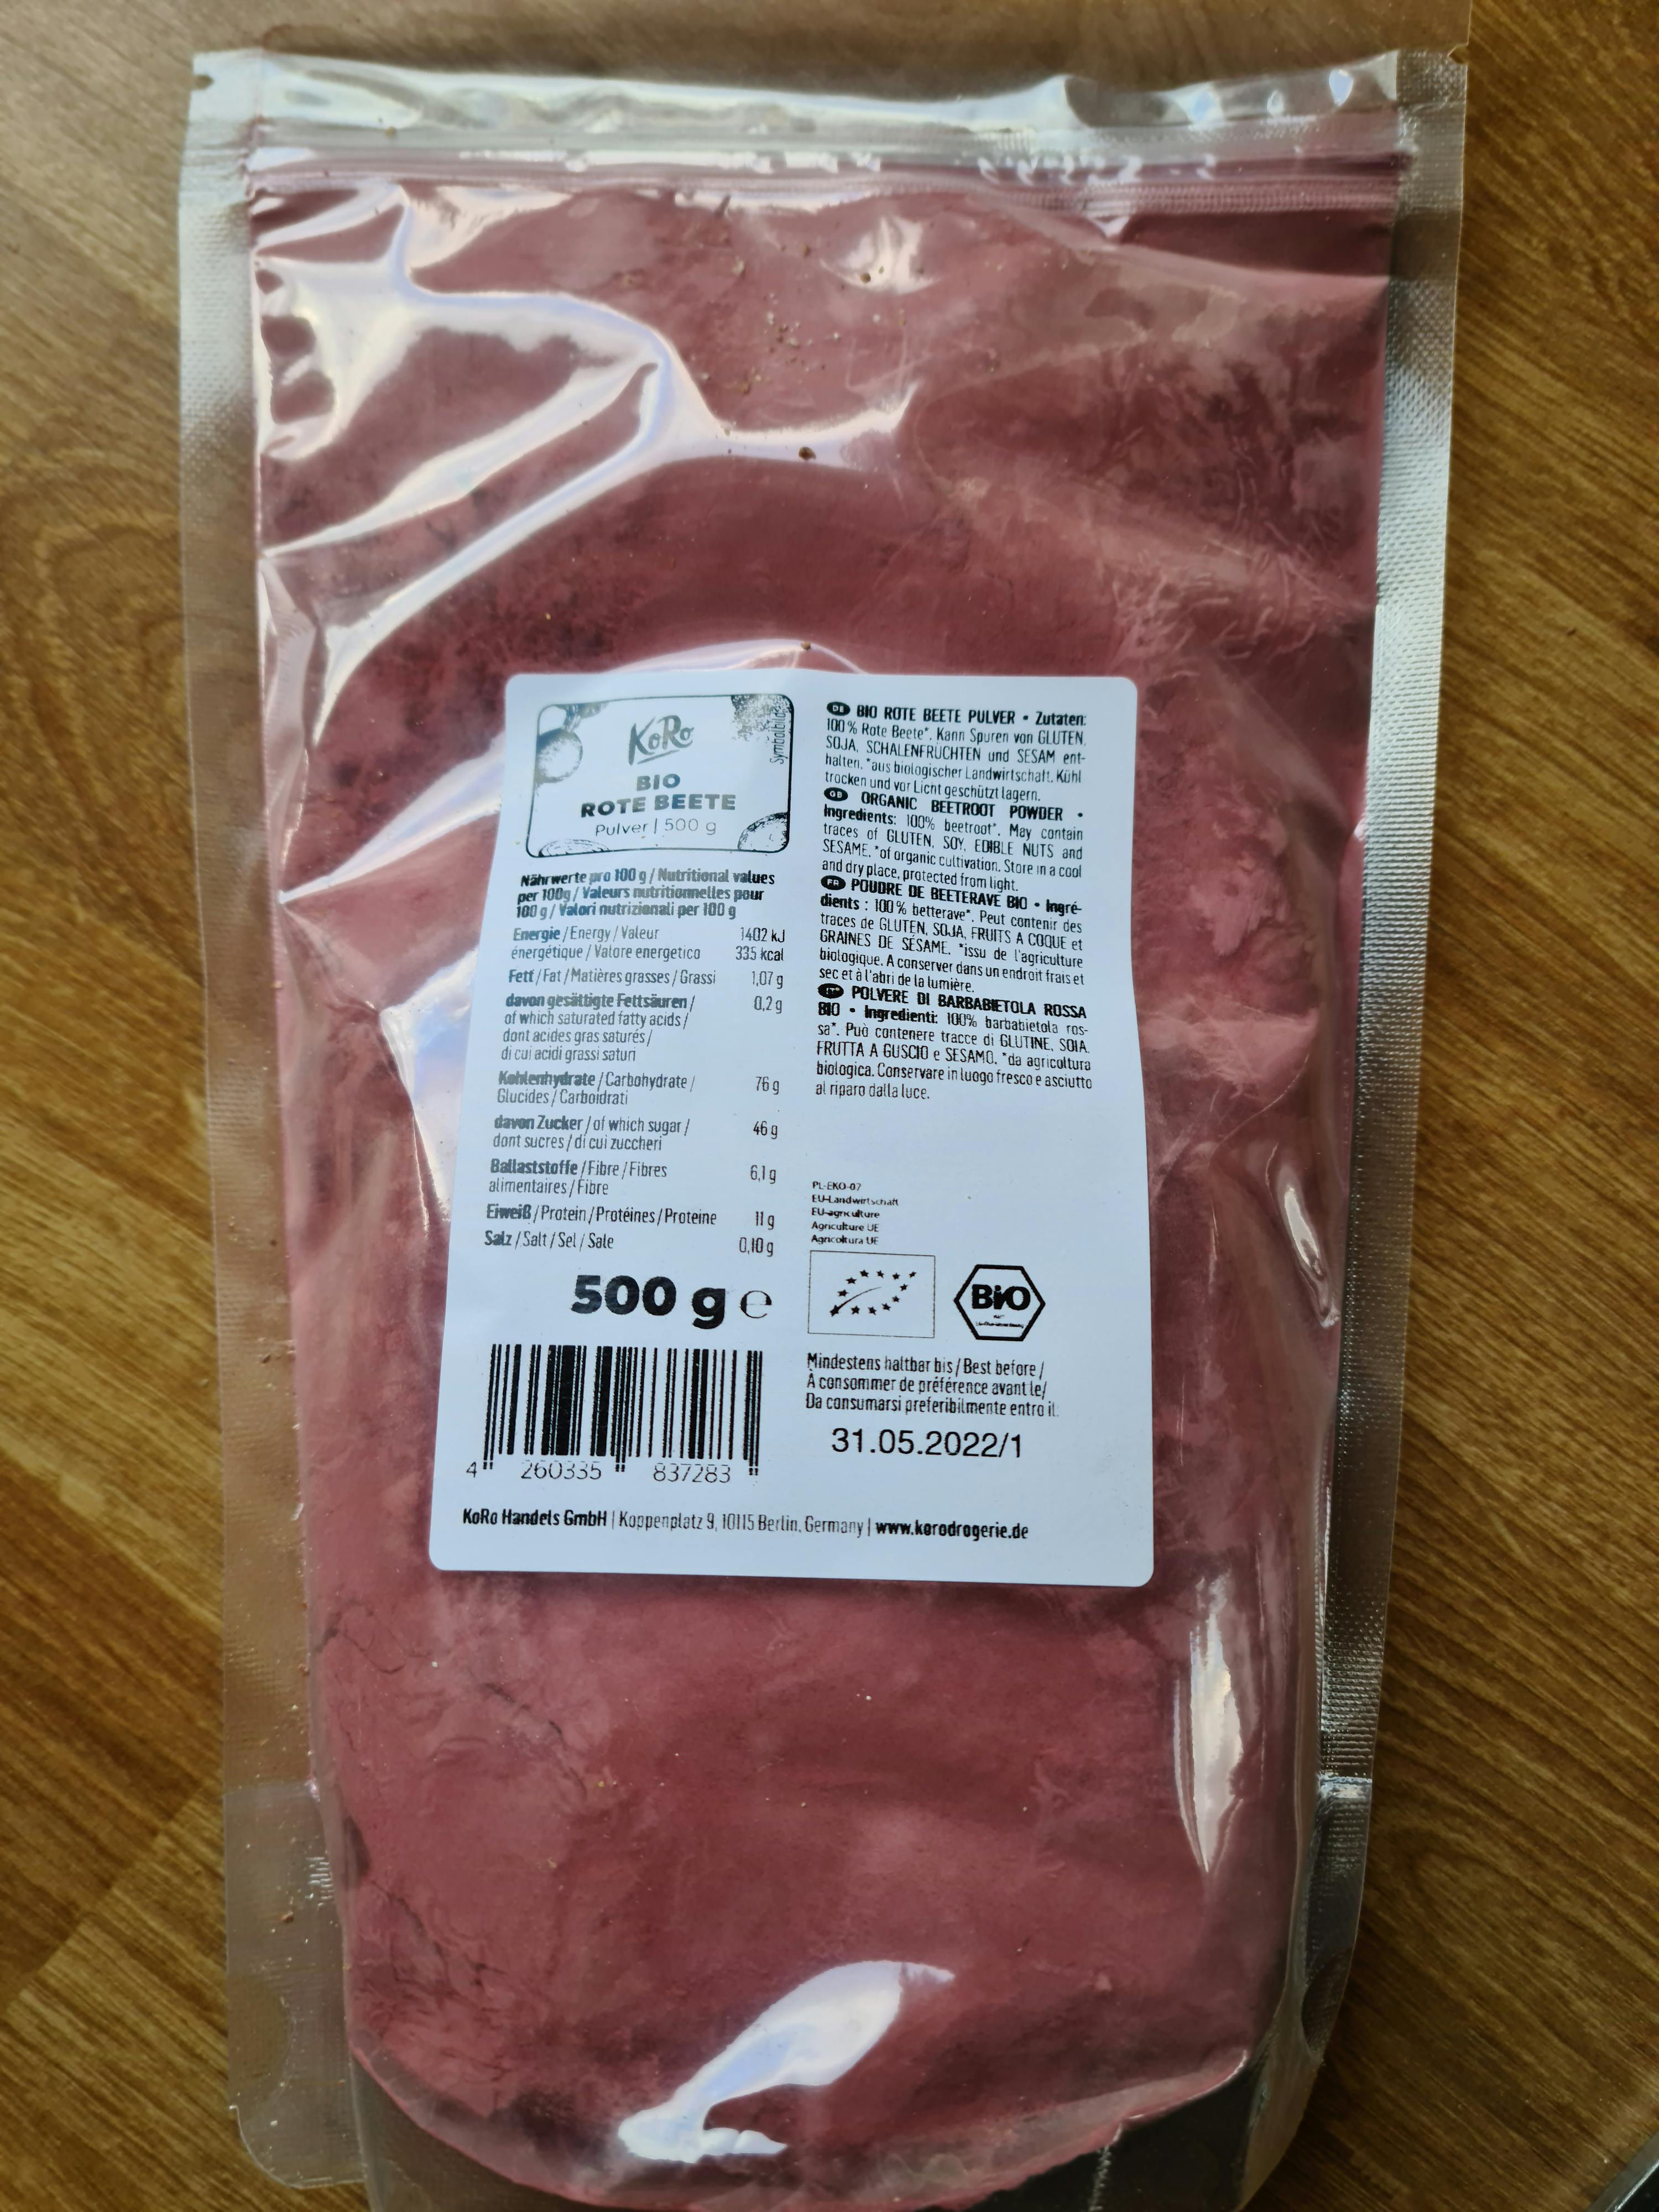 KoRo
Symbolbild
BIO
ROTE BEETE
Pulver | 500 g
Nährwerte pro 100 g / Nutritional values
per 100g / Valeurs nutritionnelles pour
100 g / Valori nutrizionali per 100 g
Energie / Energy / Valeur 1402 kJ
énergétique / Valore energetico 335 kcal
Fett / Fat / Matières grasses / Grassi 1,07 g
davon gesättigte Fettsäuren / 0,2 g
of which saturated fatty acids /
dont acides gras saturés /
di cui acidi grassi saturi
Kohlenhydrate / Carbohydrate / 76 g
Glucides / Carboidrati
davon Zucker / of which sugar / 46 g
dont sucres / di cui zuccheri
Ballaststoffe / Fibre / Fibres 6,1 g
alimentaires / Fibre
Eiweiß / Protein / Protéines / Proteine 11 g
Salz / Salt / Sel / Sale 0,10 g
500 g e
4 260335 837283
DE BIO ROTE BEETE PULVER • Zutaten:
100 % Rote Beete*. Kann Spuren von GLUTEN,
SOJA, SCHALENFRÜCHTEN und SESAM ent-
halten. *aus biologischer Landwirtschaft. Kühl
trocken und vor Licht geschützt lagern.
GB ORGANIC BEETROOT POWDER •
Ingredients: 100% beetroot*. May contain
traces of GLUTEN, SOY, EDIBLE NUTS and
SESAME. *of organic cultivation. Store in a cool
and dry place, protected from light.
FR POUDRE DE BEETERAVE BIO • Ingré-
dients : 100 % betterave*. Peut contenir des
traces de GLUTEN, SOJA, FRUITS A COQUE et
GRAINES DE SÉSAME. *issu de l'agriculture
biologique. A conserver dans un endroit frais et
sec et à l'abri de la lumière.
POLVERE DI BARBABIETOLA ROSSA
BIO • Ingredienti: 100% barbabietola ros-
sa*. Può contenere tracce di GLUTINE, SOIA,
FRUTTA A GUSCIO e SESAMO. *da agricoltura
biologica. Conservare in luogo fresco e asciutto
al riparo dalla luce.
PL-EKO-07
EU-Landwirtschaft
EU-agriculture
Agriculture UE
Agricoltura UE
BIO
Mindestens haltbar bis / Best before /
À consommer de préférence avant le/
Da consumarsi preferibilmente entro il:
31.05.2022/1
KoRo Handels GmbH | Koppenplatz 9, 10115 Berlin, Germany | www.korodrogerie.de